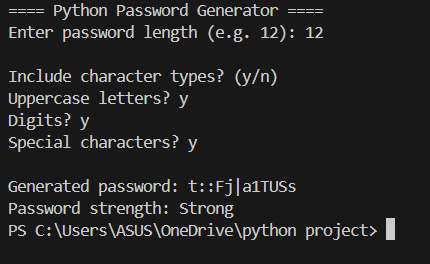 ==== Python Password Generator ====
Enter password length (e.g. 12): 12
Include character types? (y/n)
Uppercase letters? y
Digits? y
Special characters? y
Generated password: t::Fj|a1TUSs
Password strength: Strong
PS C:\Users\ASUS\OneDrive\python project>